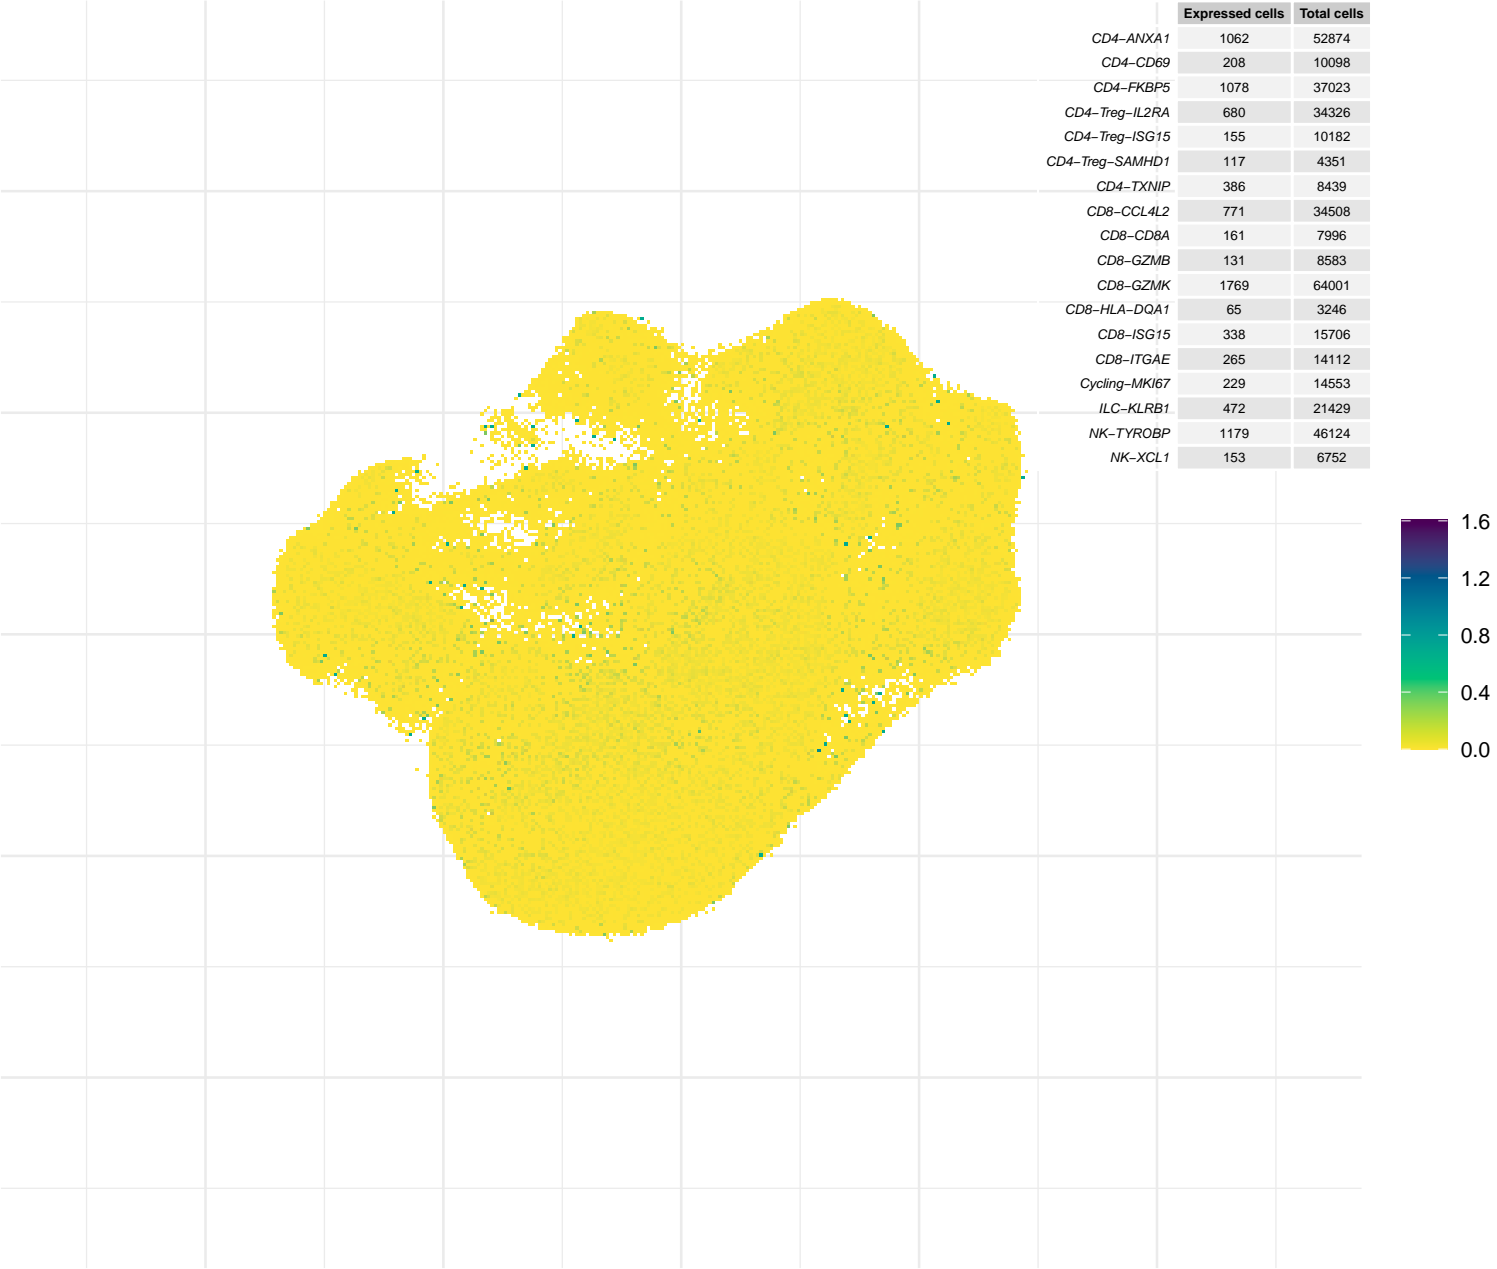 Expressed cells Total cells
CD4−ANXA1 1062 52874
CD4−CD69 208 10098
CD4−FKBP5 1078 37023
CD4−Treg−IL2RA 680 34326
CD4−Treg−ISG15 155 10182
CD4−Treg−SAMHD1 117 4351
CD4−TXNIP 386 8439
CD8−CCL4L2 771 34508
CD8−CD8A 161 7996
CD8−GZMB 131 8583
CD8−GZMK 1769 64001
CD8−HLA−DQA1 65 3246
CD8−ISG15 338 15706
CD8−ITGAE 265 14112
Cycling−MKI67 229 14553
ILC−KLRB1 472 21429
NK−TYROBP 1179 46124
NK−XCL1 153 6752
1.6
1.2
0.8
0.4
0.0